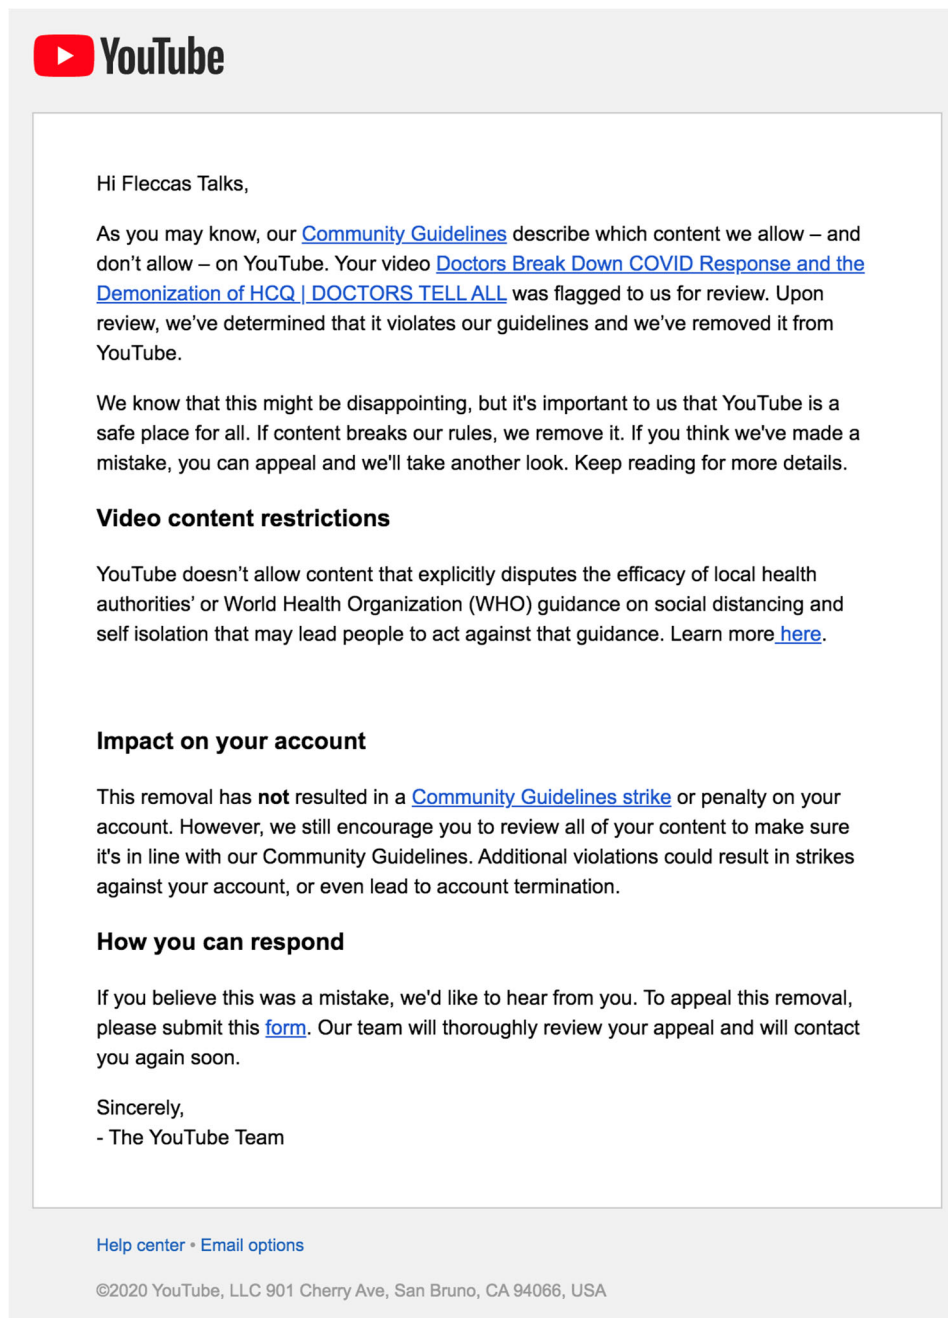 YouTube
Hi Fleccas Talks,
As you may know, our Community Guidelines describe which content we allow – and
don’t allow – on YouTube. Your video Doctors Break Down COVID Response and the
Demonization of HCQ | DOCTORS TELL ALL was flagged to us for review. Upon
review, we’ve determined that it violates our guidelines and we’ve removed it from
YouTube.
We know that this might be disappointing, but it's important to us that YouTube is a
safe place for all. If content breaks our rules, we remove it. If you think we've made a
mistake, you can appeal and we'll take another look. Keep reading for more details.
Video content restrictions
YouTube doesn’t allow content that explicitly disputes the efficacy of local health
authorities’ or World Health Organization (WHO) guidance on social distancing and
self isolation that may lead people to act against that guidance. Learn more here.
Impact on your account
This removal has not resulted in a Community Guidelines strike or penalty on your
account. However, we still encourage you to review all of your content to make sure
it's in line with our Community Guidelines. Additional violations could result in strikes
against your account, or even lead to account termination.
How you can respond
If you believe this was a mistake, we'd like to hear from you. To appeal this removal,
please submit this form. Our team will thoroughly review your appeal and will contact
you again soon.
Sincerely,
- The YouTube Team
Help center • Email options
©2020 YouTube, LLC 901 Cherry Ave, San Bruno, CA 94066, USA